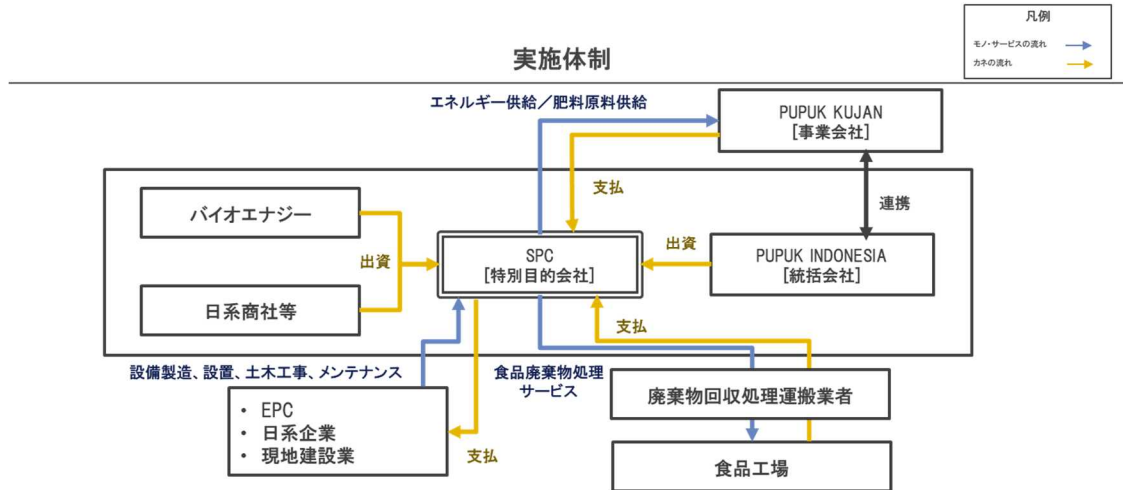 凡例
モノ・サービスの流れ
カネの流れ
実施体制
エネルギー供給／肥料原料供給
PUPUK KUJAN
[事業会社]
支払
連携
バイオエナジー
出資
日系商社等
SPC
[特別目的会社]
出資
PUPUK INDONESIA
[統括会社]
支払
設備製造、設置、土木工事、メンテナンス
食品廃棄物処理
サービス
• EPC
• 日系企業
• 現地建設業
支払
廃棄物回収処理運搬業者
食品工場